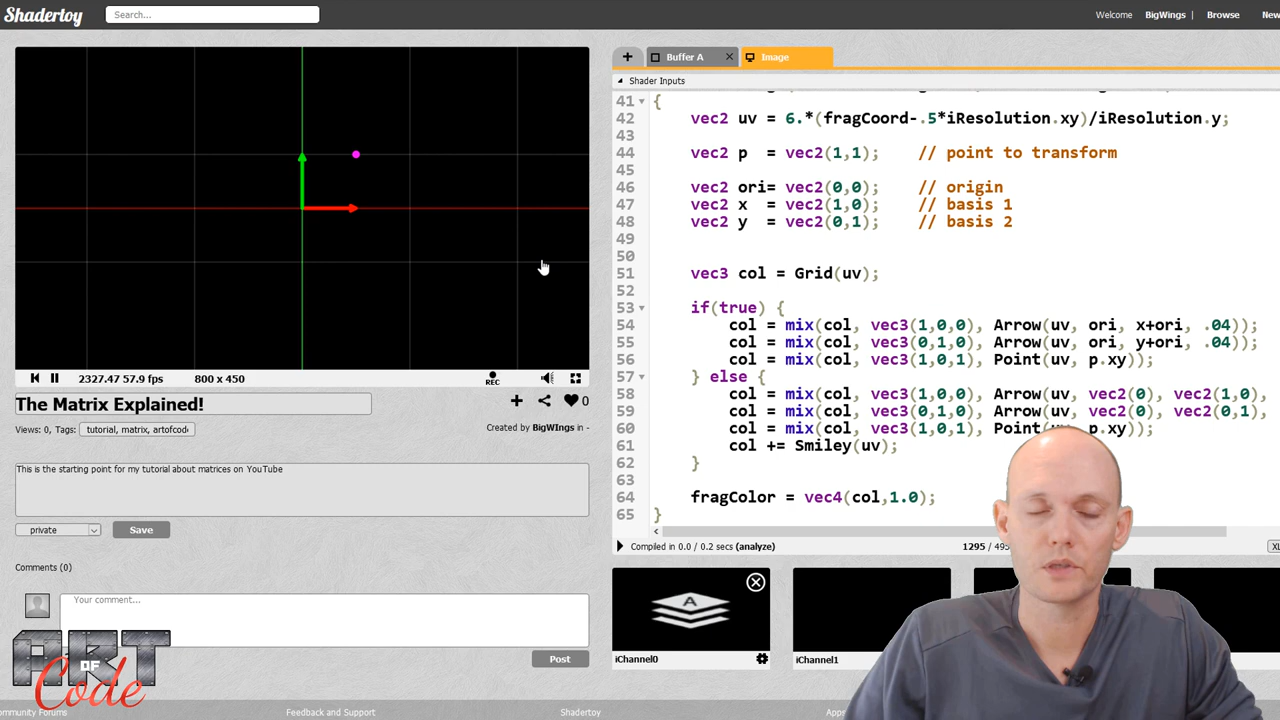 Shadertoy
Search...
Welcome BigWings | Browse New
+ Buffer A × Image
Shader Inputs
41 {
42 vec2 uv = 6.*(fragCoord-.5*iResolution.xy)/iResolution.y;
43
44 vec2 p = vec2(1,1); // point to transform
45
46 vec2 ori= vec2(0,0); // origin
47 vec2 x = vec2(1,0); // basis 1
48 vec2 y = vec2(0,1); // basis 2
49
50
51 vec3 col = Grid(uv);
52
53 if(true) {
54 col = mix(col, vec3(1,0,0), Arrow(uv, ori, x+ori, .04));
55 col = mix(col, vec3(0,1,0), Arrow(uv, ori, y+ori, .04));
56 col = mix(col, vec3(1,0,1), Point(uv, p.xy));
57 } else {
58 col = mix(col, vec3(1,0,0), Arrow(uv, vec2(0), vec2(1,0),
59 col = mix(col, vec3(0,1,0), Arrow(uv, vec2(0), vec2(0,1),
60 col = mix(col, vec3(1,0,1), Point(uv, p.xy));
61 col += Smiley(uv);
62 }
63
64 fragColor = vec4(col,1.0);
65 }
2327.47 57.9 fps 800 x 450 REC
The Matrix Explained!
+ 0
Views: 0, Tags: tutorial, matrix, artofcode
Created by BigWIngs in -
This is the starting point for my tutorial about matrices on YouTube
private Save
Compiled in 0.0 / 0.2 secs (analyze) 1295 / 495
Comments (0)
Your comment...
Post
A
iChannel0
iChannel1
ART OF Code
Community Forums Feedback and Support Shadertoy